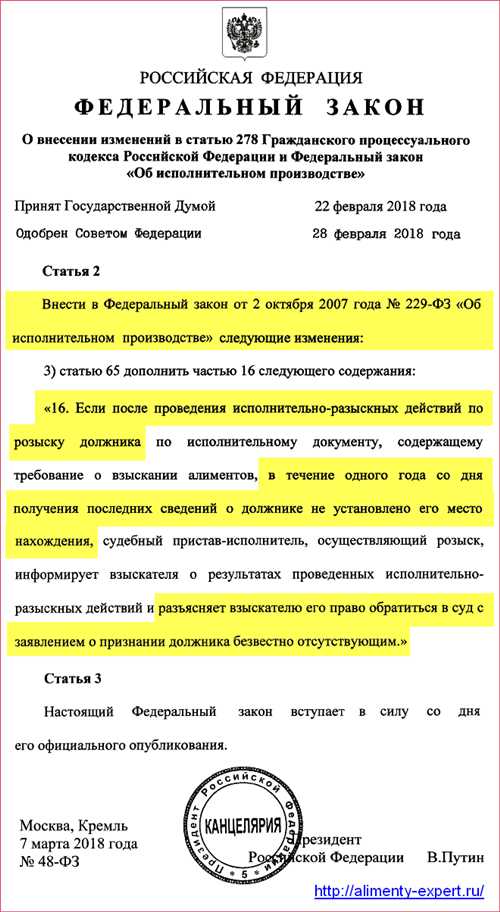 РОССИЙСКАЯ ФЕДЕРАЦИЯ
ФЕДЕРАЛЬНЫЙ ЗАКОН
О внесении изменений в статью 278 Гражданского процессуального
кодекса Российской Федерации и Федеральный закон
«Об исполнительном производстве»
Принят Государственной Думой 22 февраля 2018 года
Одобрен Советом Федерации 28 февраля 2018 года
Статья 2
Внести в Федеральный закон от 2 октября 2007 года № 229-ФЗ «Об
исполнительном производстве» следующие изменения:
3) статью 65 дополнить частью 16 следующего содержания:
«16. Если после проведения исполнительно-разыскных действий по
розыску должника по исполнительному документу, содержащему
требование о взыскании алиментов, в течение одного года со дня
получения последних сведений о должнике не установлено его место
нахождения, судебный пристав-исполнитель, осуществляющий розыск,
информирует взыскателя о результатах проведенных исполнительно-
разыскных действий и разъясняет взыскателю его право обратиться в суд с
заявлением о признании должника безвестно отсутствующим.»
Статья 3
Настоящий Федеральный закон вступает в силу со дня
его официального опубликования.
Президент Российской Федерации
КАНЦЕЛЯРИЯ
* 5 *
Москва, Кремль
7 марта 2018 года
№ 48-ФЗ
Президент
Российской Федерации В.Путин
http://alimenty-expert.ru/